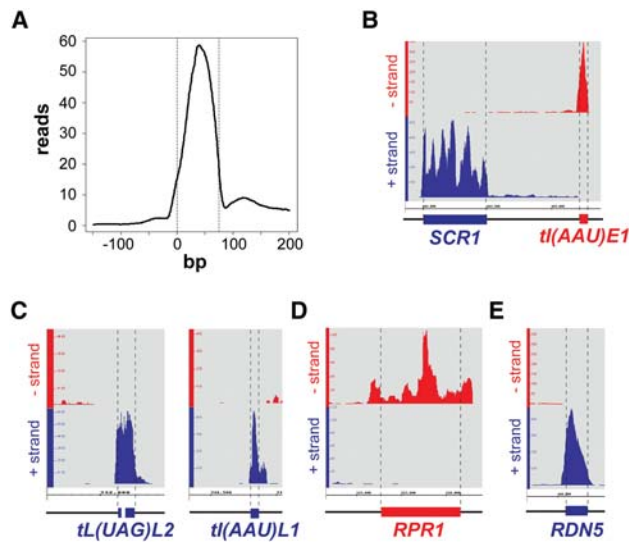 A
60
50
40
30
20
10
0
reads
-100 0 100 200
bp
B
- strand
+ strand
SCR1 tI(AAU)E1
C
- strand
+ strand
tL(UAG)L2 tI(AAU)L1
D
- strand
+ strand
RPR1
E
- strand
+ strand
RDN5